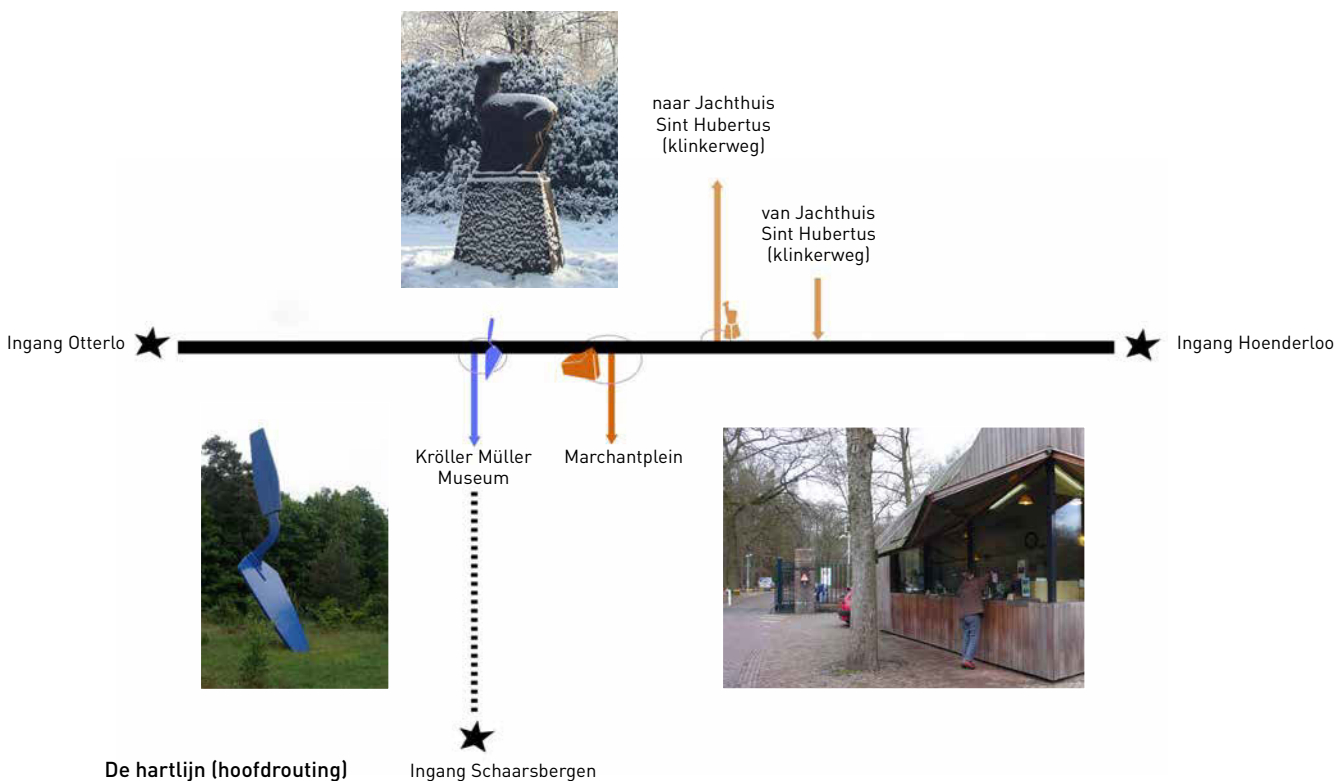 naar Jachthuis
Sint Hubertus
(klinkerweg)
van Jachthuis
Sint Hubertus
(klinkerweg)
Ingang Otterlo
Ingang Hoenderloo
Kröller Müller
Museum
Marchantplein
De hartlijn (hoofdrouting)
Ingang Schaarsbergen